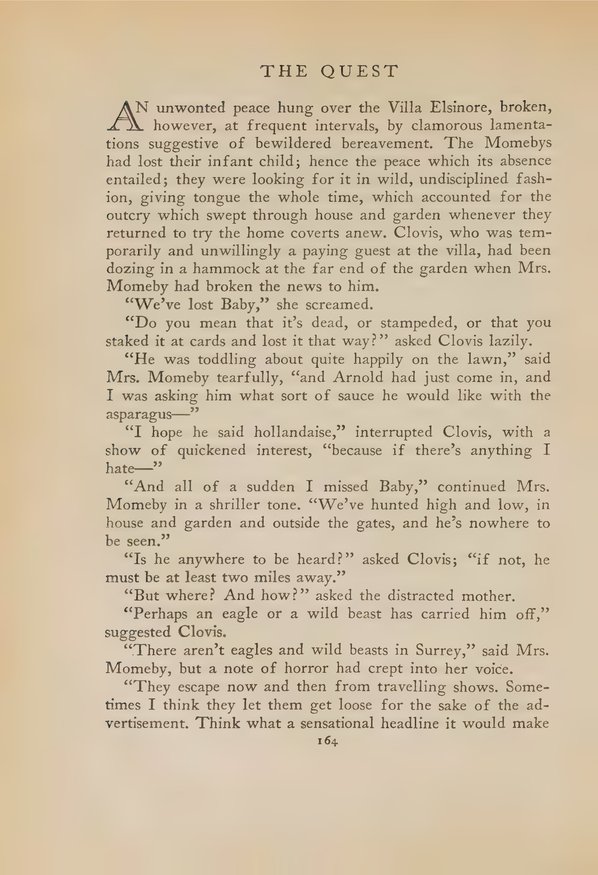 THE QUEST
AN unwonted peace hung over the Villa Elsinore, broken,
however, at frequent intervals, by clamorous lamenta-
tions suggestive of bewildered bereavement. The Momebys
had lost their infant child; hence the peace which its absence
entailed; they were looking for it in wild, undisciplined fash-
ion, giving tongue the whole time, which accounted for the
outcry which swept through house and garden whenever they
returned to try the home coverts anew. Clovis, who was tem-
porarily and unwillingly a paying guest at the villa, had been
dozing in a hammock at the far end of the garden when Mrs.
Momeby had broken the news to him.
“We’ve lost Baby,” she screamed.
“Do you mean that it’s dead, or stampeded, or that you
staked it at cards and lost it that way?” asked Clovis lazily.
“He was toddling about quite happily on the lawn,” said
Mrs. Momeby tearfully, “and Arnold had just come in, and
I was asking him what sort of sauce he would like with the
asparagus—”
“I hope he said hollandaise,” interrupted Clovis, with a
show of quickened interest, “because if there’s anything I
hate—”
“And all of a sudden I missed Baby,” continued Mrs.
Momeby in a shriller tone. “We’ve hunted high and low, in
house and garden and outside the gates, and he’s nowhere to
be seen.”
“Is he anywhere to be heard?” asked Clovis; “if not, he
must be at least two miles away.”
“But where? And how?” asked the distracted mother.
“Perhaps an eagle or a wild beast has carried him off,”
suggested Clovis.
“There aren’t eagles and wild beasts in Surrey,” said Mrs.
Momeby, but a note of horror had crept into her voice.
“They escape now and then from travelling shows. Some-
times I think they let them get loose for the sake of the ad-
vertisement. Think what a sensational headline it would make
164